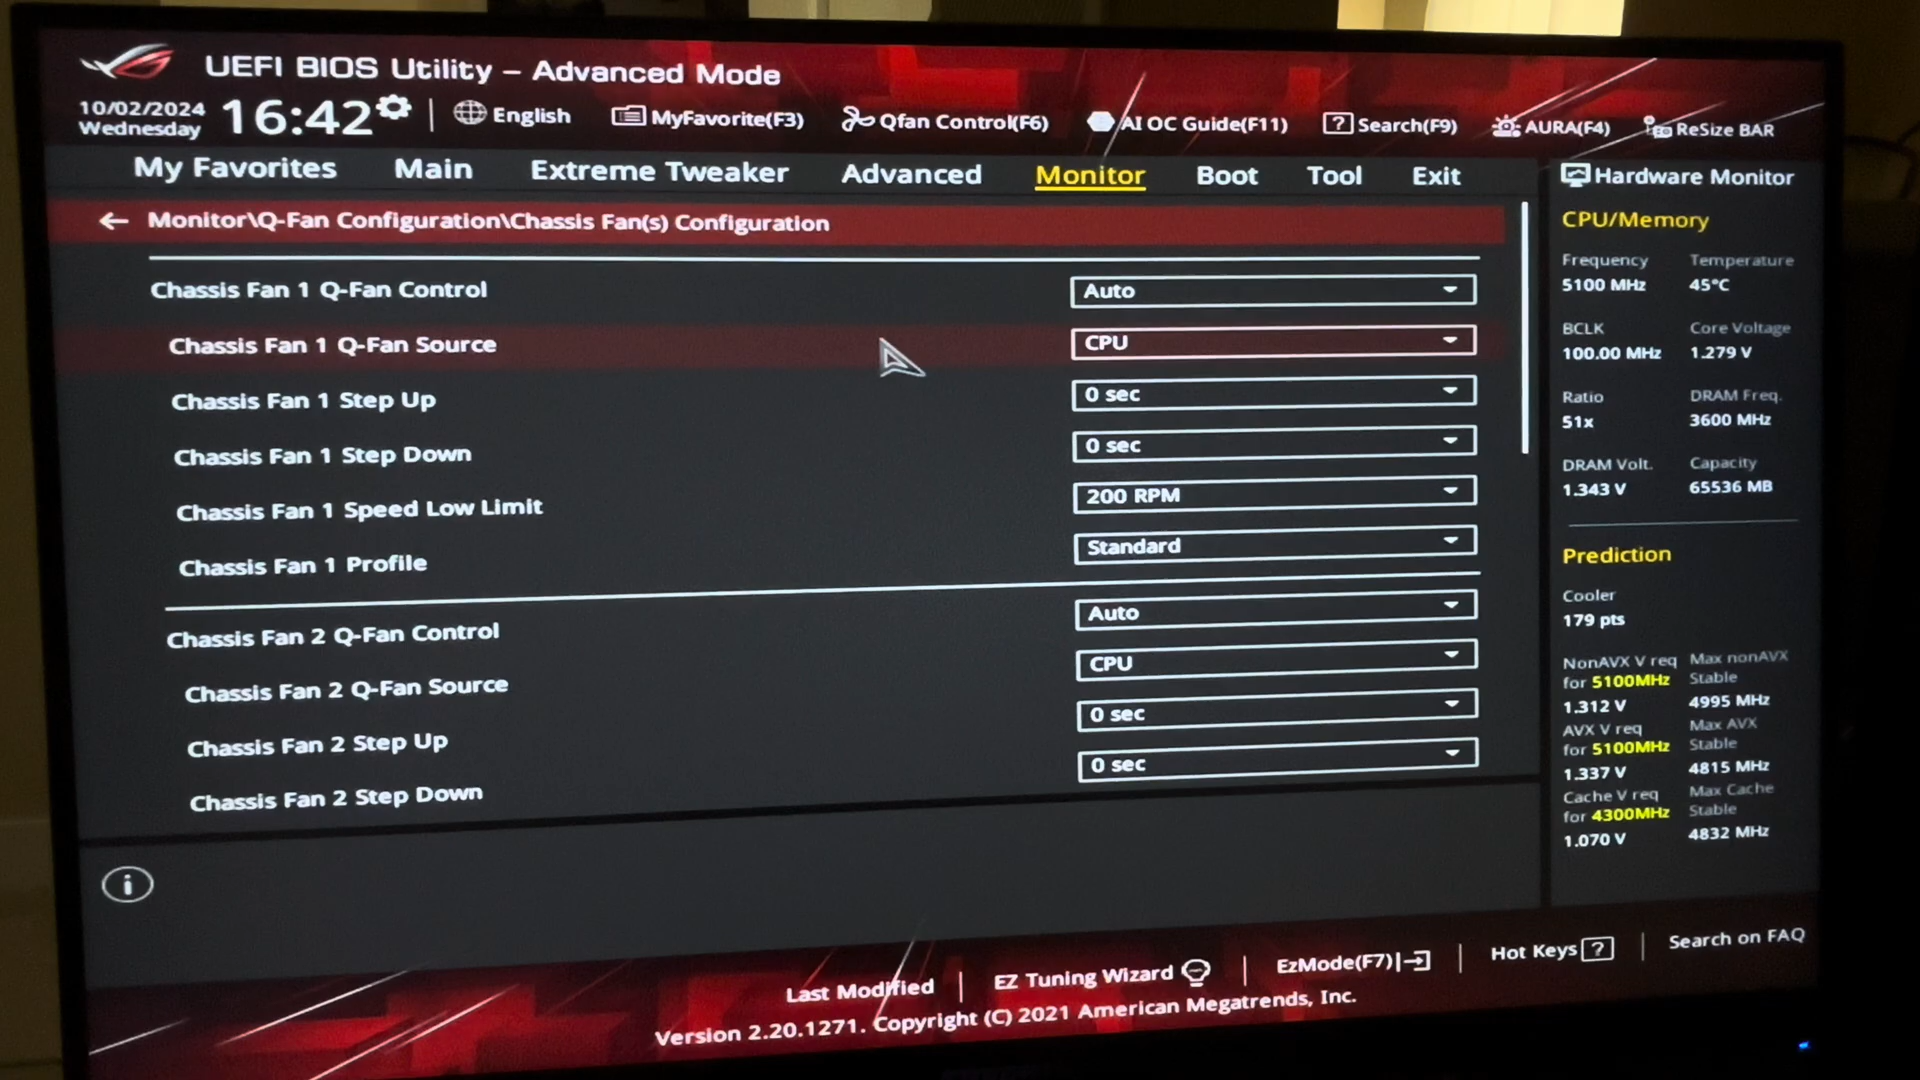 UEFI BIOS Utility – Advanced Mode
10/02/2024
Wednesday
16:42
English
MyFavorite(F3)
Qfan Control(F6)
AI OC Guide(F11)
? Search(F9)
AURA(F4)
ReSize BAR
My Favorites
Main
Extreme Tweaker
Advanced
Monitor
Boot
Tool
Exit
← Monitor\Q-Fan Configuration\Chassis Fan(s) Configuration
Chassis Fan 1 Q-Fan Control Auto
Chassis Fan 1 Q-Fan Source CPU
Chassis Fan 1 Step Up 0 sec
Chassis Fan 1 Step Down 0 sec
Chassis Fan 1 Speed Low Limit 200 RPM
Chassis Fan 1 Profile Standard
Chassis Fan 2 Q-Fan Control Auto
Chassis Fan 2 Q-Fan Source CPU
Chassis Fan 2 Step Up 0 sec
Chassis Fan 2 Step Down 0 sec
i
Hardware Monitor
CPU/Memory
Frequency Temperature
5100 MHz 45°C
BCLK Core Voltage
100.00 MHz 1.279 V
Ratio DRAM Freq.
51x 3600 MHz
DRAM Volt. Capacity
1.343 V 65536 MB
Prediction
Cooler
179 pts
NonAVX V req Max nonAVX
for 5100MHz Stable
1.312 V 4995 MHz
AVX V req Max AVX
for 5100MHz Stable
1.337 V 4815 MHz
Cache V req Max Cache
for 4300MHz Stable
1.070 V 4832 MHz
Last Modified
EZ Tuning Wizard
EzMode(F7)
Hot Keys ?
Search on FAQ
Version 2.20.1271. Copyright (C) 2021 American Megatrends, Inc.